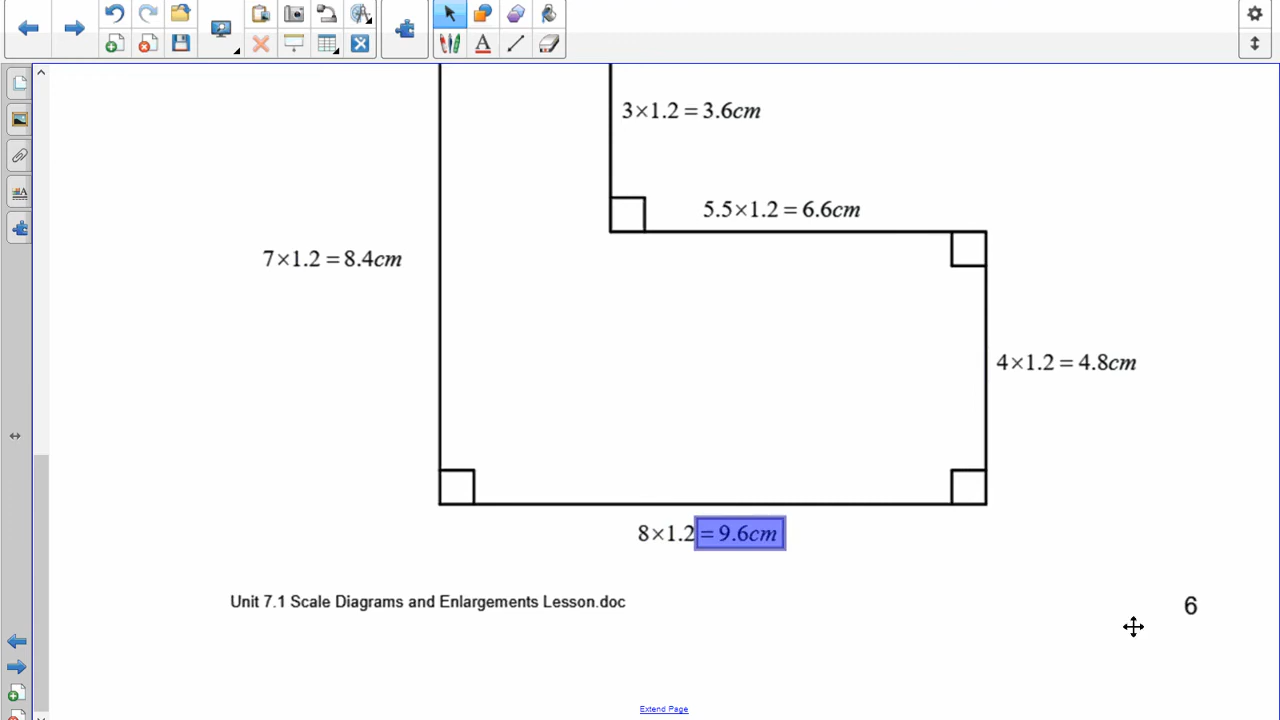 3×1.2 = 3.6cm
5.5×1.2 = 6.6cm
7×1.2 = 8.4cm
4×1.2 = 4.8cm
8×1.2 = 9.6cm
Unit 7.1 Scale Diagrams and Enlargements Lesson.doc
6
Extend Page